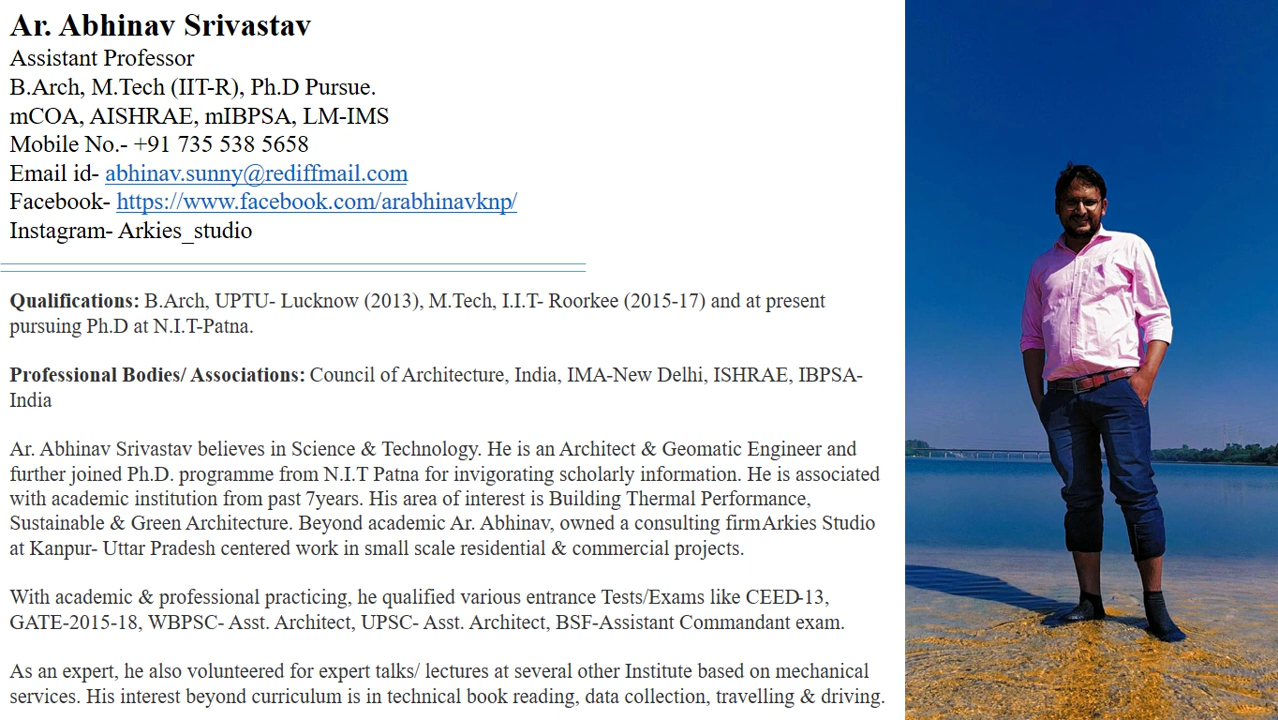 Ar. Abhinav Srivastav
Assistant Professor
B.Arch, M.Tech (IIT-R), Ph.D Pursue.
mCOA, AISHRAE, mIBPSA, LM-IMS
Mobile No.- +91 735 538 5658
Email id- abhinav.sunny@rediffmail.com
Facebook- https://www.facebook.com/arabhinavknp/
Instagram- Arkies_studio
Qualifications: B.Arch, UPTU- Lucknow (2013), M.Tech, I.I.T- Roorkee (2015-17) and at present
pursuing Ph.D at N.I.T-Patna.
Professional Bodies/ Associations: Council of Architecture, India, IMA-New Delhi, ISHRAE, IBPSA-
India
Ar. Abhinav Srivastav believes in Science & Technology. He is an Architect & Geomatic Engineer and
further joined Ph.D. programme from N.I.T Patna for invigorating scholarly information. He is associated
with academic institution from past 7years. His area of interest is Building Thermal Performance,
Sustainable & Green Architecture. Beyond academic Ar. Abhinav, owned a consulting firmArkies Studio
at Kanpur- Uttar Pradesh centered work in small scale residential & commercial projects.
With academic & professional practicing, he qualified various entrance Tests/Exams like CEED-13,
GATE-2015-18, WBPSC- Asst. Architect, UPSC- Asst. Architect, BSF-Assistant Commandant exam.
As an expert, he also volunteered for expert talks/ lectures at several other Institute based on mechanical
services. His interest beyond curriculum is in technical book reading, data collection, travelling & driving.